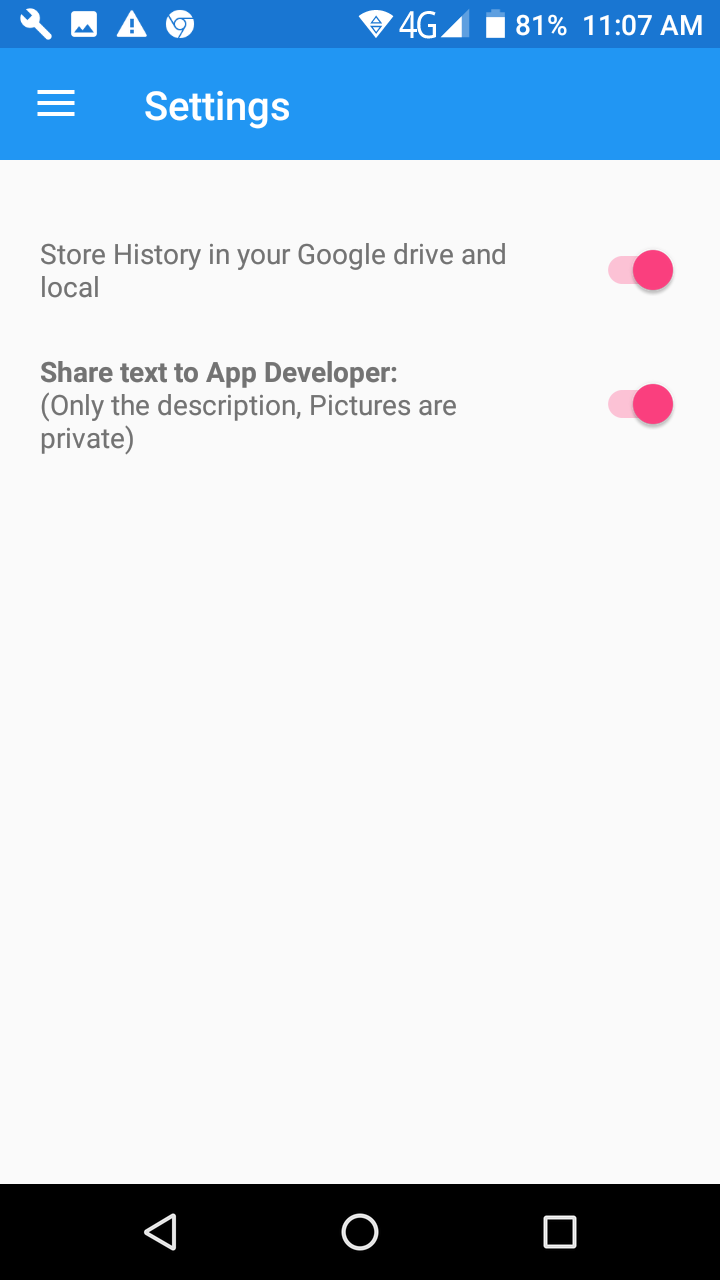 4G 81% 11:07 AM
Settings
Store History in your Google drive and
local
Share text to App Developer:
(Only the description, Pictures are
private)